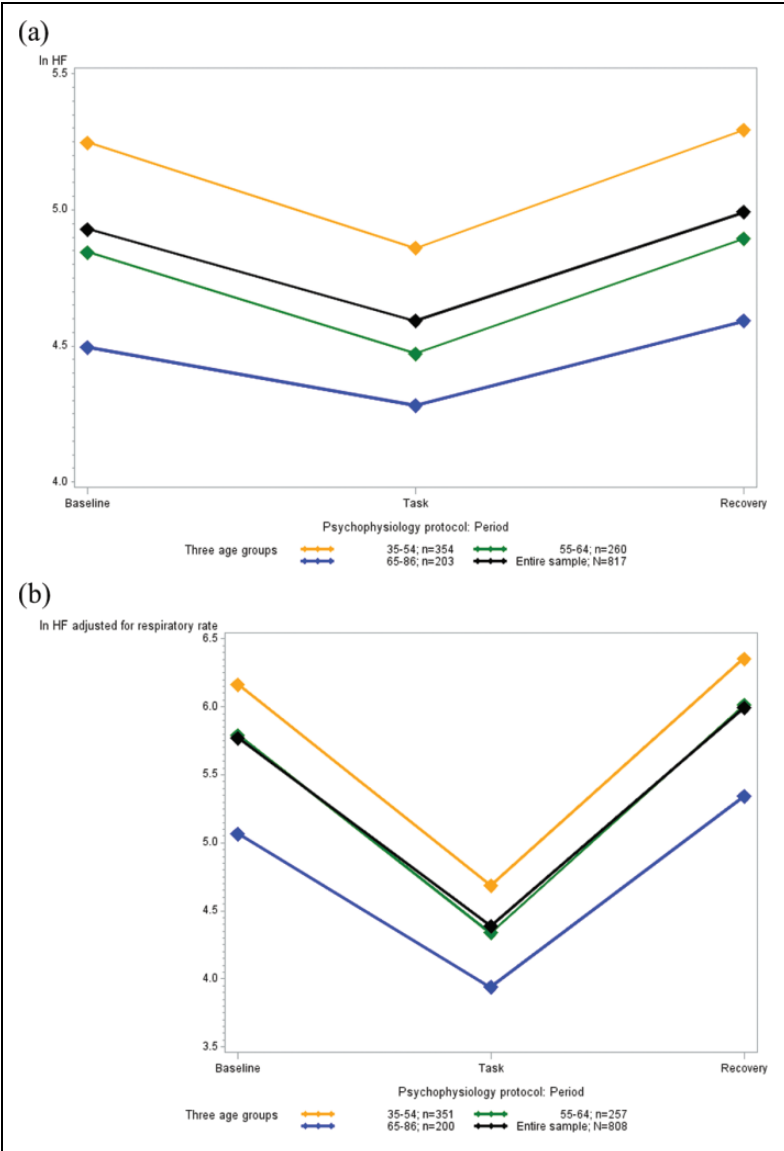 (a)
ln HF
5.5
5.0
4.5
4.0
Baseline Task Recovery
Psychophysiology protocol: Period
Three age groups 35-54; n=354 55-64; n=260
65-86; n=203 Entire sample; N=817
(b)
ln HF adjusted for respiratory rate
6.5
6.0
5.5
5.0
4.5
4.0
3.5
Baseline Task Recovery
Psychophysiology protocol: Period
Three age groups 35-54; n=351 55-64; n=257
65-86; n=200 Entire sample; N=808